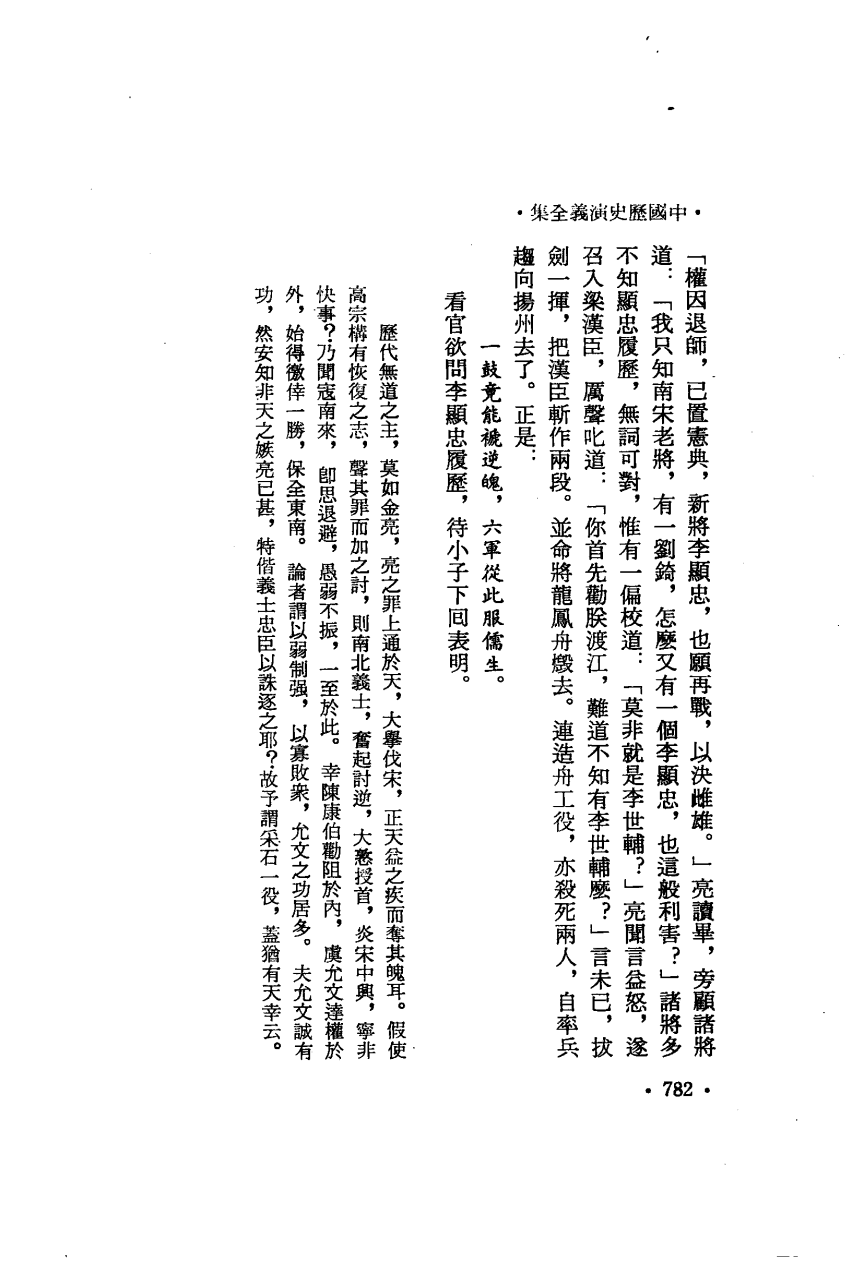 ·中國歷史演義全集·
「權因退師，已置憲典，新將李顯忠，也願再戰，以決雌雄。」亮讀畢，旁顧諸將
道：「我只知南宋老將，有一劉錡，怎麼又有一個李顯忠，也這般利害？」諸將多
不知顯忠履歷，無詞可對，惟有一偏校道：「莫非就是李世輔？」亮聞言益怒，遂
召入梁漢臣，厲聲叱道：「你首先勸朕渡江，難道不知有李世輔麼？」言未已，拔
劍一揮，把漢臣斬作兩段。並命將龍鳳舟燬去。連造舟工役，亦殺死兩人，自率兵
趨向揚州去了。正是：
一鼓竟能褫逆魄，六軍從此服儒生。
看官欲問李顯忠履歷，待小子下回表明。
歷代無道之主，莫如金亮，亮之罪上通於天，大舉伐宋，正天益之疾而奪其魄耳。假使
高宗構有恢復之志，聲其罪而加之討，則南北義士，奮起討逆，大憝授首，炎宋中興，寧非
快事？乃聞寇南來，卽思退避，愚弱不振，一至於此。幸陳康伯勸阻於內，虞允文達權於
外，始得徼倖一勝，保全東南。論者謂以弱制强，以寡敗衆，允文之功居多。夫允文誠有
功，然安知非天之嫉亮已甚，特偕義士忠臣以誅逐之耶？故予謂采石一役，蓋猶有天幸云。
·782·